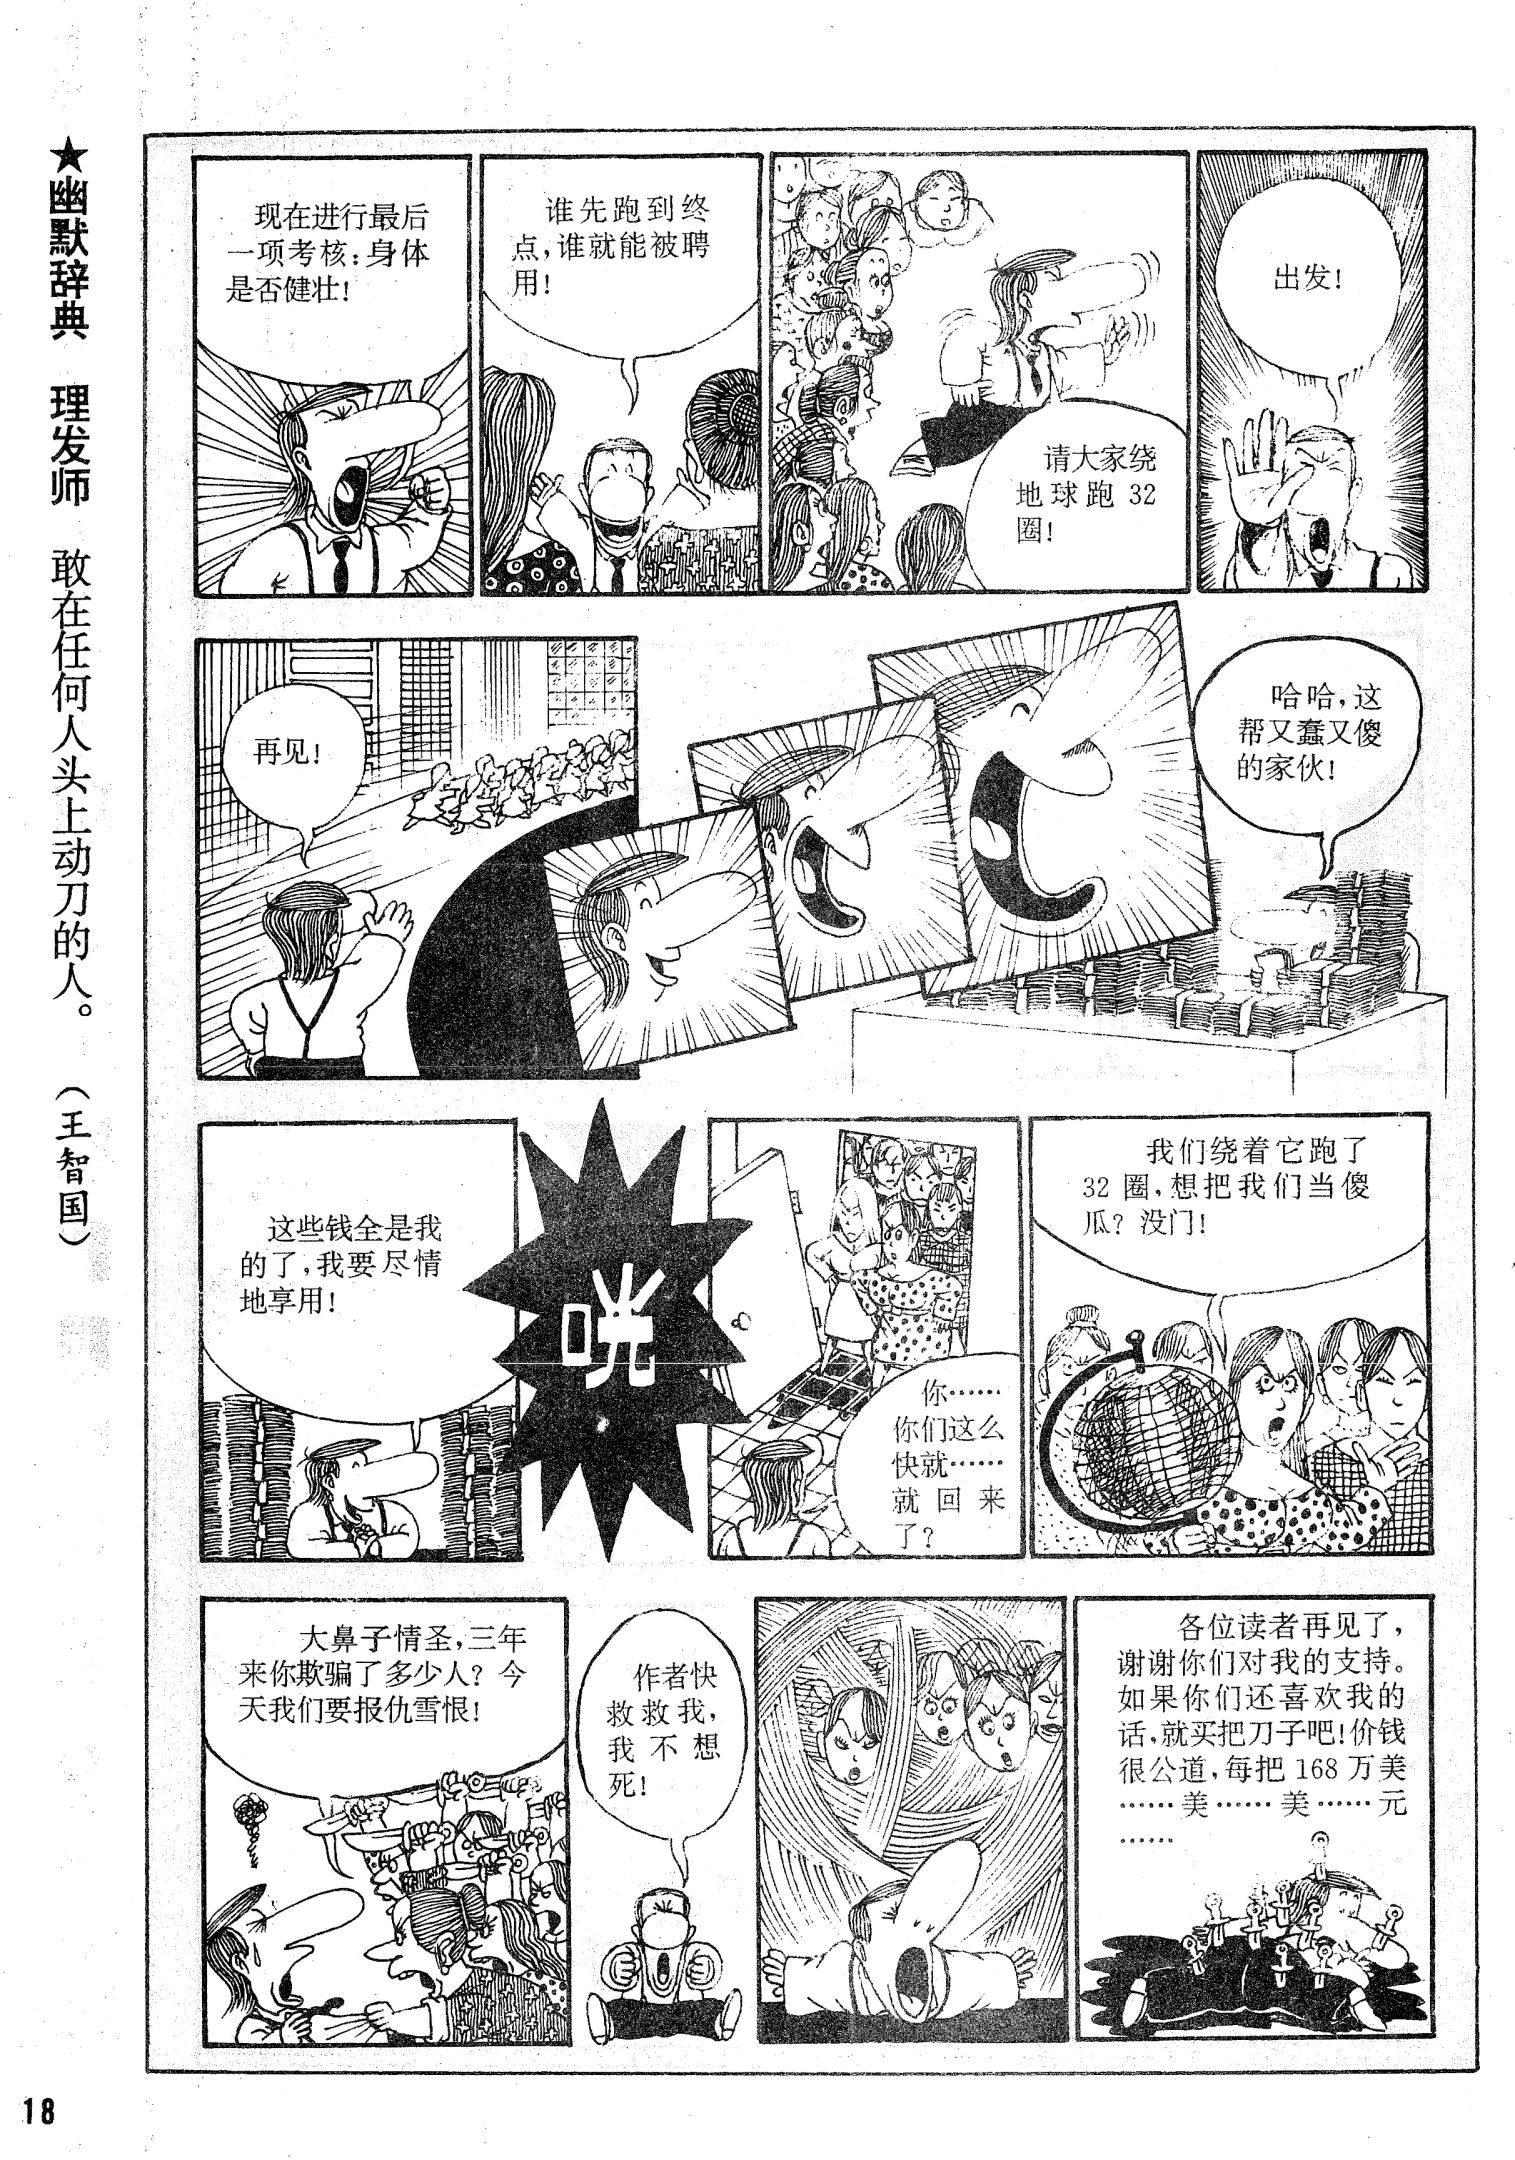 ★幽默辞典 理发师 敢在任何人头上动刀的人。（王智国）
现在进行最后
一项考核：身体
是否健壮！
谁先跑到终
点，谁就能被聘
用！
请大家绕
地球跑 32
圈！
出发！
再见！
哈哈，这
帮又蠢又傻
的家伙！
这些钱全是我
的了，我要尽情
地享用！
咣
你……
你们这么
快就……
就回来
了？
我们绕着它跑了
32 圈，想把我们当傻
瓜？没门！
大鼻子情圣，三年
来你欺骗了多少人？今
天我们要报仇雪恨！
作者快
救救我，
我不想
死！
各位读者再见了，
谢谢你们对我的支持。
如果你们还喜欢我的
话，就买把刀子吧！价钱
很公道，每把 168 万美
……美……美……元
……
18